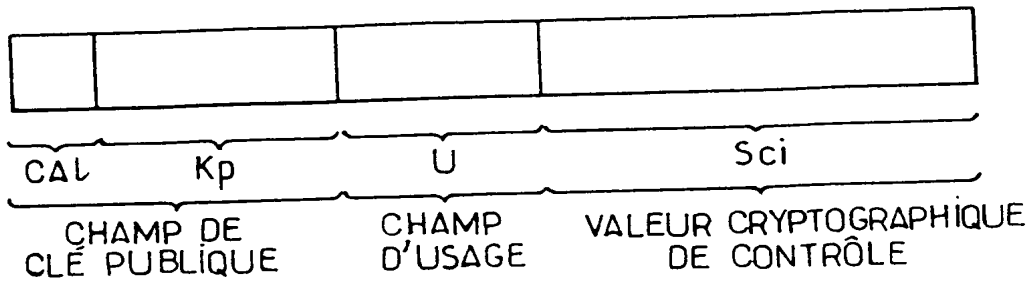 CAL Kp U Sci
CHAMP DE CHAMP VALEUR CRYPTOGRAPHIQUE
CLÉ PUBLIQUE D'USAGE DE CONTRÔLE